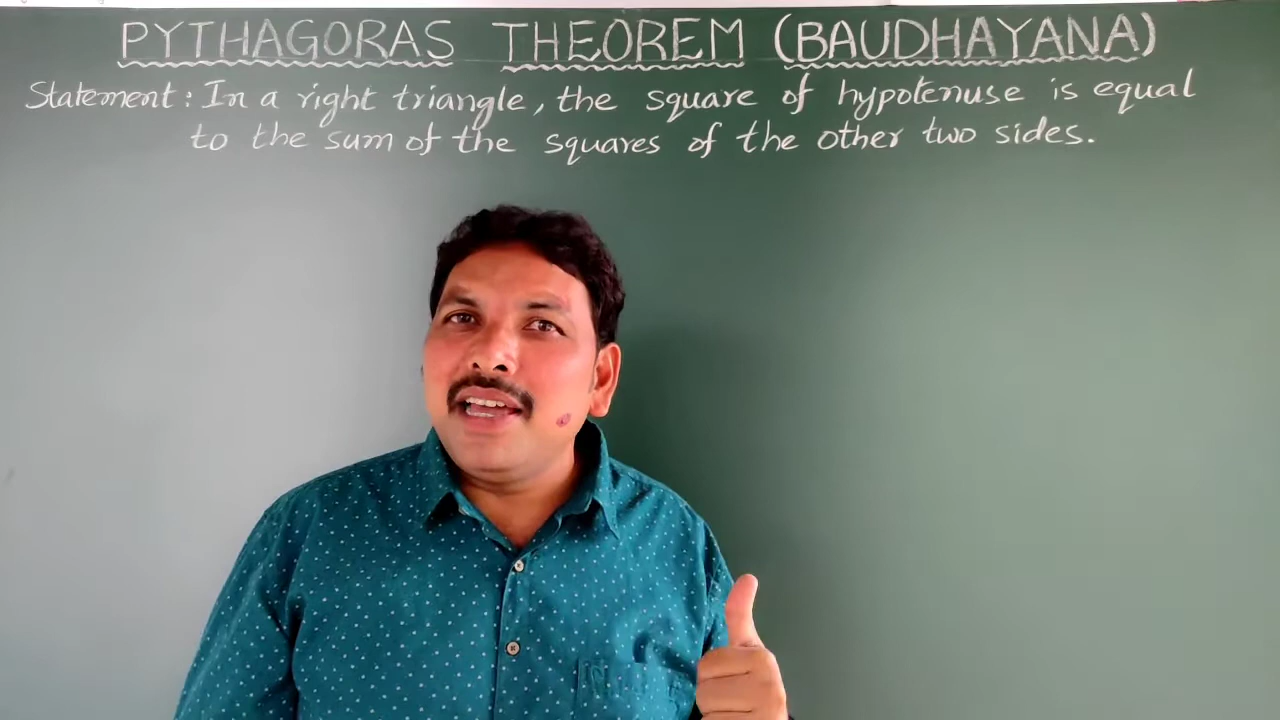 PYTHAGORAS THEOREM (BAUDHAYANA)
Statement: In a right triangle, the square of hypotenuse is equal
to the sum of the squares of the other two sides.